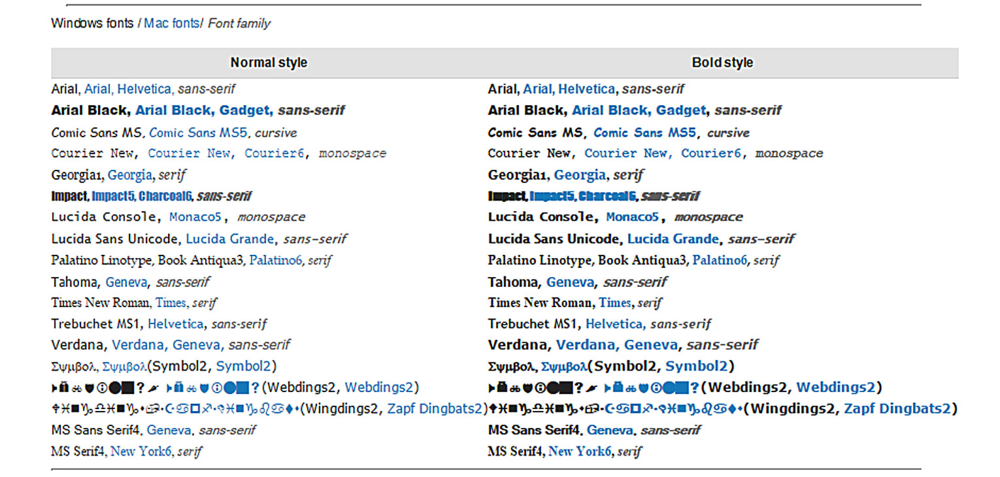 Windows fonts / Mac fonts/ Font family
Normal style Bold style
Arial, Arial, Helvetica, sans-serif Arial, Arial, Helvetica, sans-serif
Arial Black, Arial Black, Gadget, sans-serif Arial Black, Arial Black, Gadget, sans-serif
Comic Sans MS, Comic Sans MS5, cursive Comic Sans MS, Comic Sans MS5, cursive
Courier New, Courier New, Courier6, monospace Courier New, Courier New, Courier6, monospace
Georgia1, Georgia, serif Georgia1, Georgia, serif
Impact, Impact5, Charcoal6, sans-serif Impact, Impact5, Charcoal6, sans-serif
Lucida Console, Monaco5, monospace Lucida Console, Monaco5, monospace
Lucida Sans Unicode, Lucida Grande, sans-serif Lucida Sans Unicode, Lucida Grande, sans-serif
Palatino Linotype, Book Antiqua3, Palatino6, serif Palatino Linotype, Book Antiqua3, Palatino6, serif
Tahoma, Geneva, sans-serif Tahoma, Geneva, sans-serif
Times New Roman, Times, serif Times New Roman, Times, serif
Trebuchet MS1, Helvetica, sans-serif Trebuchet MS1, Helvetica, sans-serif
Verdana, Verdana, Geneva, sans-serif Verdana, Verdana, Geneva, sans-serif
Σψμβολ, Σψμβολ(Symbol2, Symbol2) Σψμβολ, Σψμβολ(Symbol2, Symbol2)
(Webdings2, Webdings2) (Webdings2, Webdings2)
(Wingdings2, Zapf Dingbats2) (Wingdings2, Zapf Dingbats2)
MS Sans Serif4, Geneva, sans-serif MS Sans Serif4, Geneva, sans-serif
MS Serif4, New York6, serif MS Serif4, New York6, serif